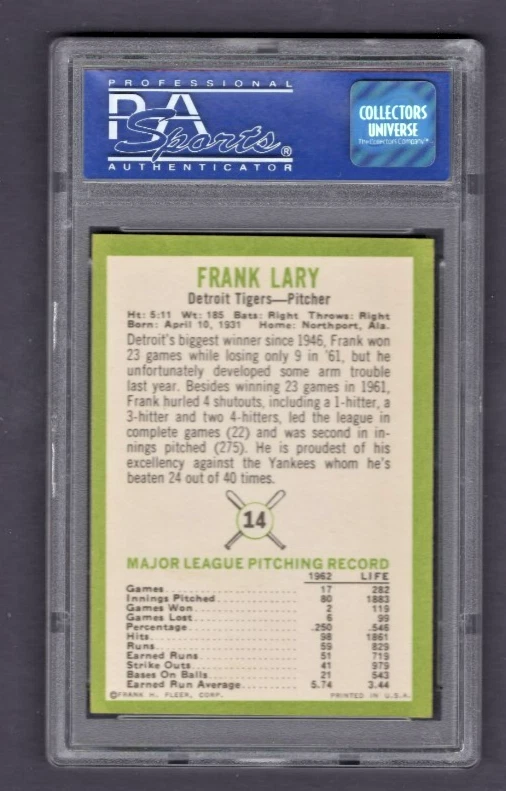 PROFESSIONAL
PSA
Sports®
AUTHENTICATOR
COLLECTORS
UNIVERSE
The Collectors Company™
FRANK LARY
Detroit Tigers—Pitcher
Ht: 5:11 Wt: 185 Bats: Right Throws: Right
Born: April 10, 1931 Home: Northport, Ala.
Detroit's biggest winner since 1946, Frank won
23 games while losing only 9 in '61, but he
unfortunately developed some arm trouble
last year. Besides winning 23 games in 1961,
Frank hurled 4 shutouts, including a 1-hitter, a
3-hitter and two 4-hitters, led the league in
complete games (22) and was second in in-
nings pitched (275). He is proudest of his
excellency against the Yankees whom he's
beaten 24 out of 40 times.
14
MAJOR LEAGUE PITCHING RECORD
1962 LIFE
Games 17 282
Innings Pitched 80 1883
Games Won 2 119
Games Lost 6 99
Percentage .250 .546
Hits 98 1861
Runs 59 829
Earned Runs 51 719
Strike Outs 41 979
Bases On Balls 21 543
Earned Run Average 5.74 3.44
©FRANK H. FLEER, CORP. PRINTED IN U.S.A.